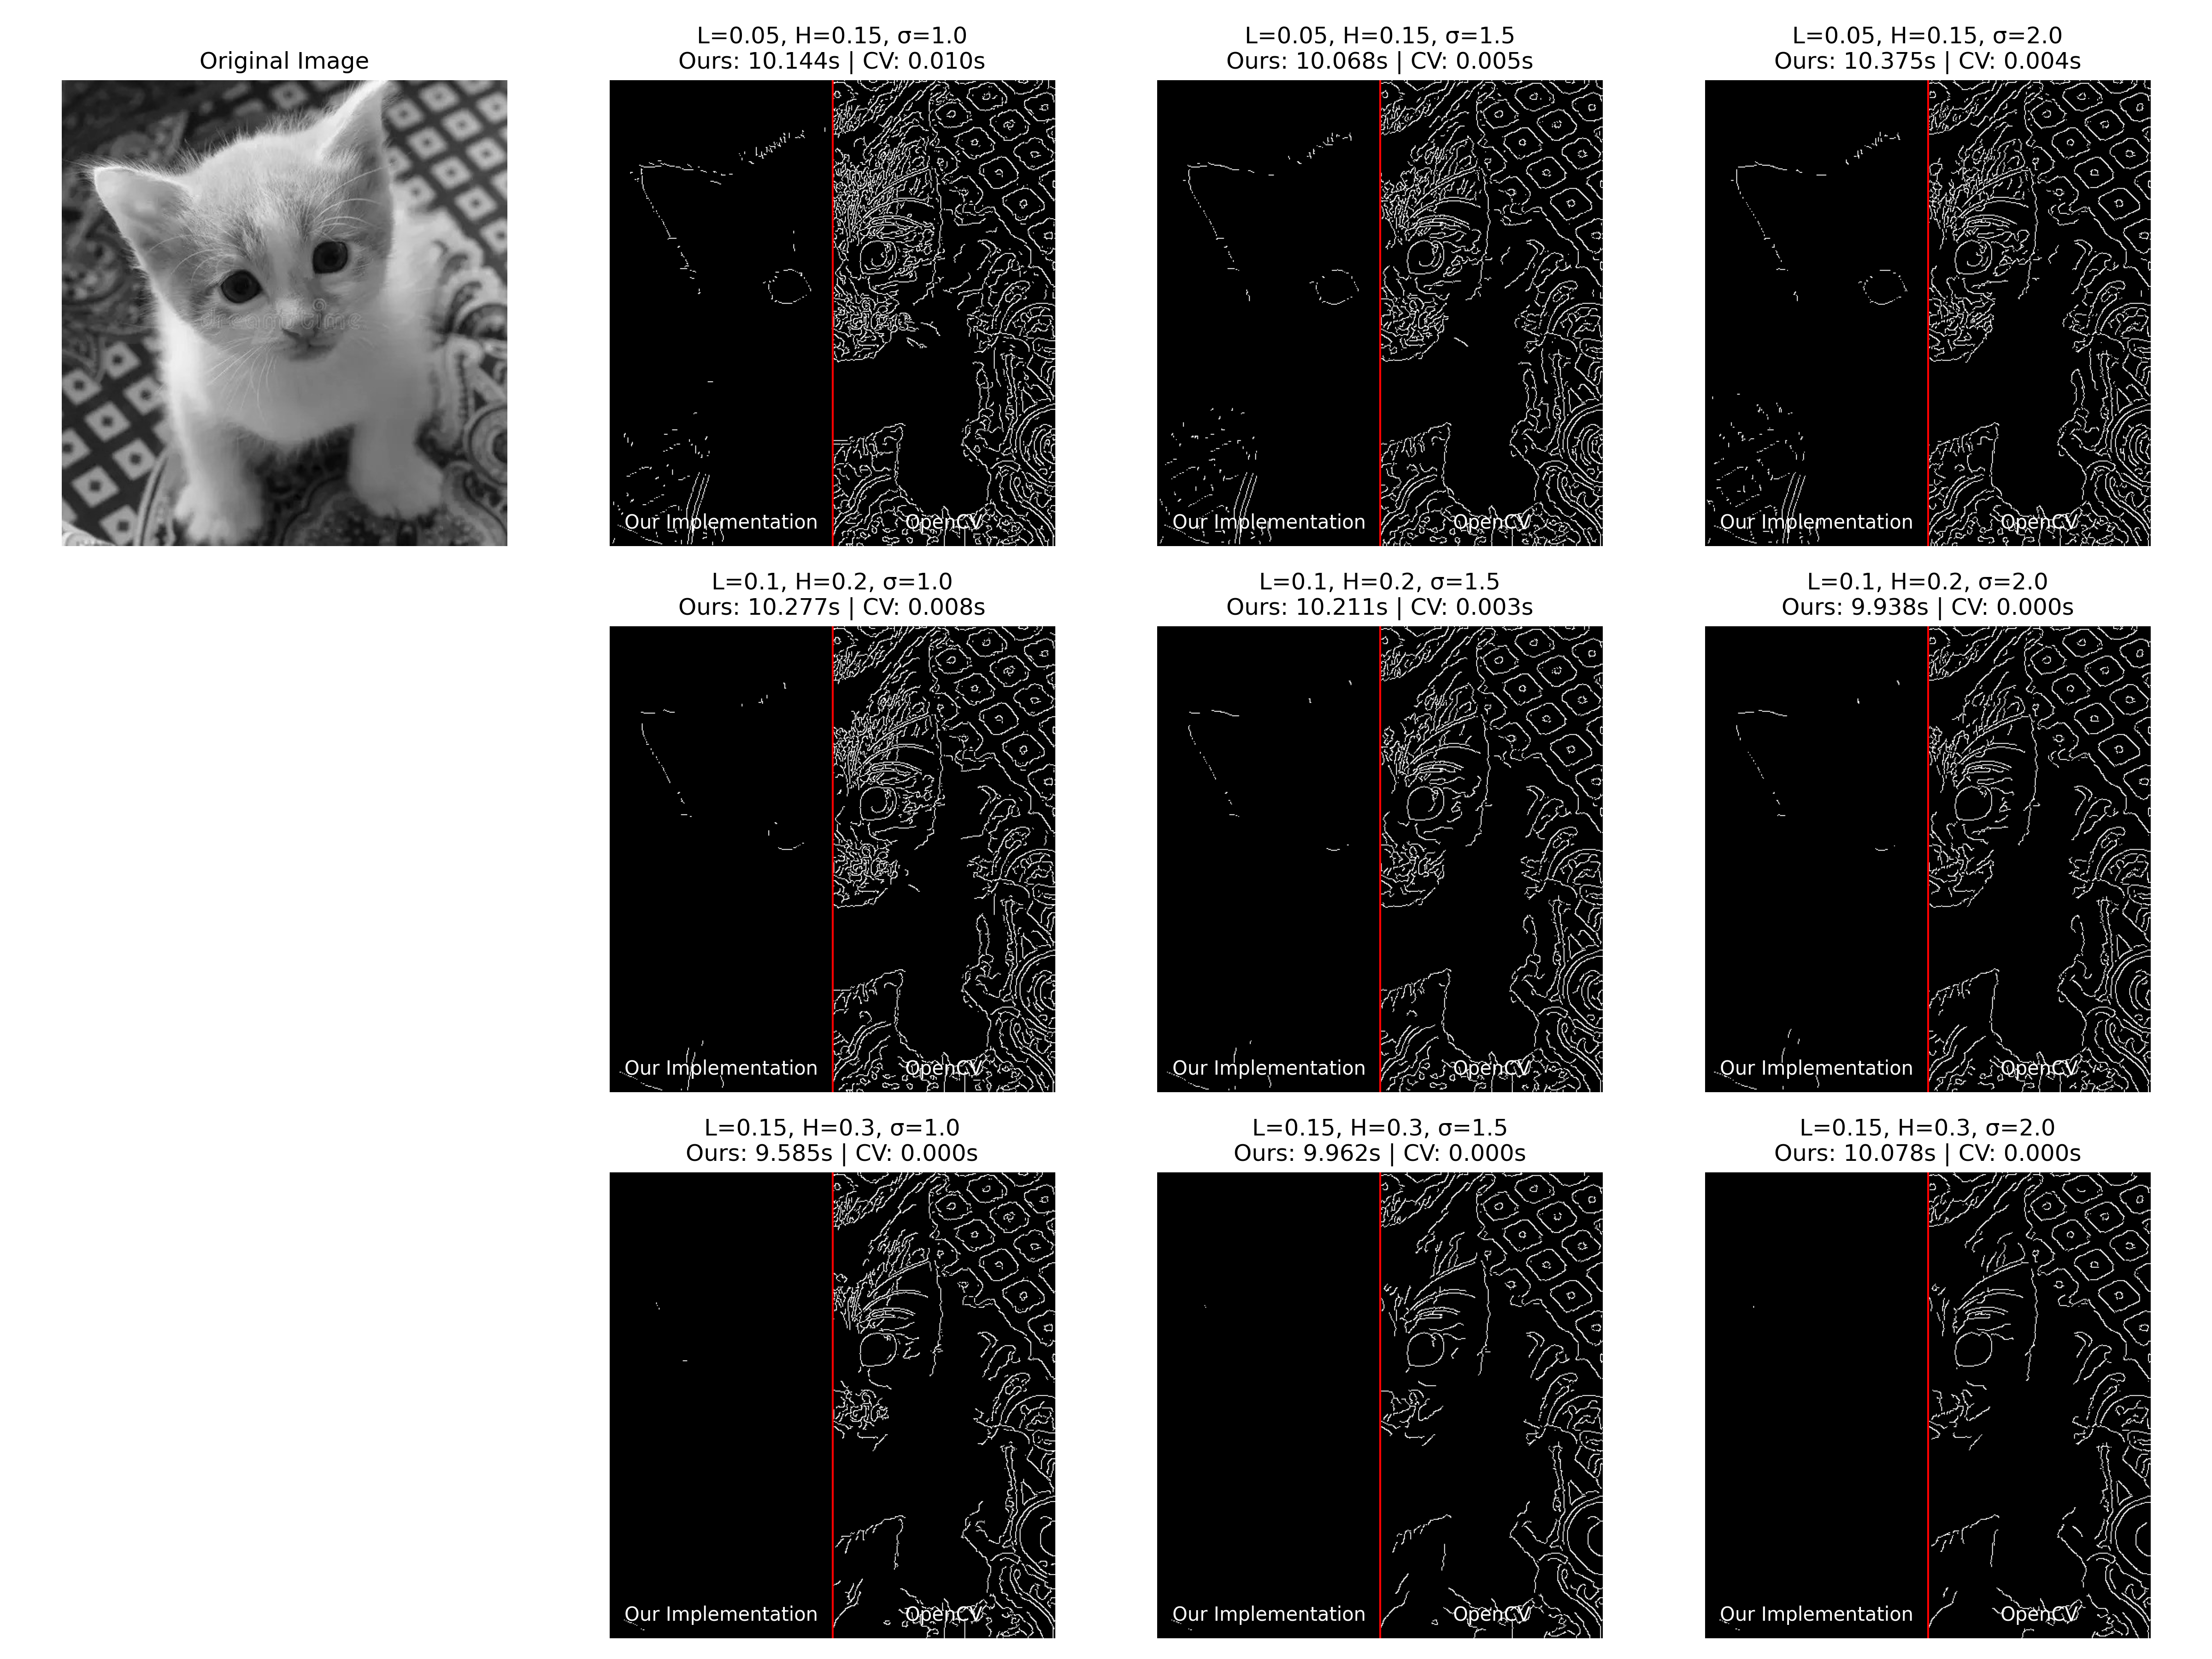 Original Image
L=0.05, H=0.15, σ=1.0
Ours: 10.144s | CV: 0.010s
L=0.05, H=0.15, σ=1.5
Ours: 10.068s | CV: 0.005s
L=0.05, H=0.15, σ=2.0
Ours: 10.375s | CV: 0.004s
dreamstime
Our Implementation
OpenCV
Our Implementation
OpenCV
Our Implementation
OpenCV
L=0.1, H=0.2, σ=1.0
Ours: 10.277s | CV: 0.008s
L=0.1, H=0.2, σ=1.5
Ours: 10.211s | CV: 0.003s
L=0.1, H=0.2, σ=2.0
Ours: 9.938s | CV: 0.000s
Our Implementation
OpenCV
Our Implementation
OpenCV
Our Implementation
OpenCV
L=0.15, H=0.3, σ=1.0
Ours: 9.585s | CV: 0.000s
L=0.15, H=0.3, σ=1.5
Ours: 9.962s | CV: 0.000s
L=0.15, H=0.3, σ=2.0
Ours: 10.078s | CV: 0.000s
Our Implementation
OpenCV
Our Implementation
OpenCV
Our Implementation
OpenCV